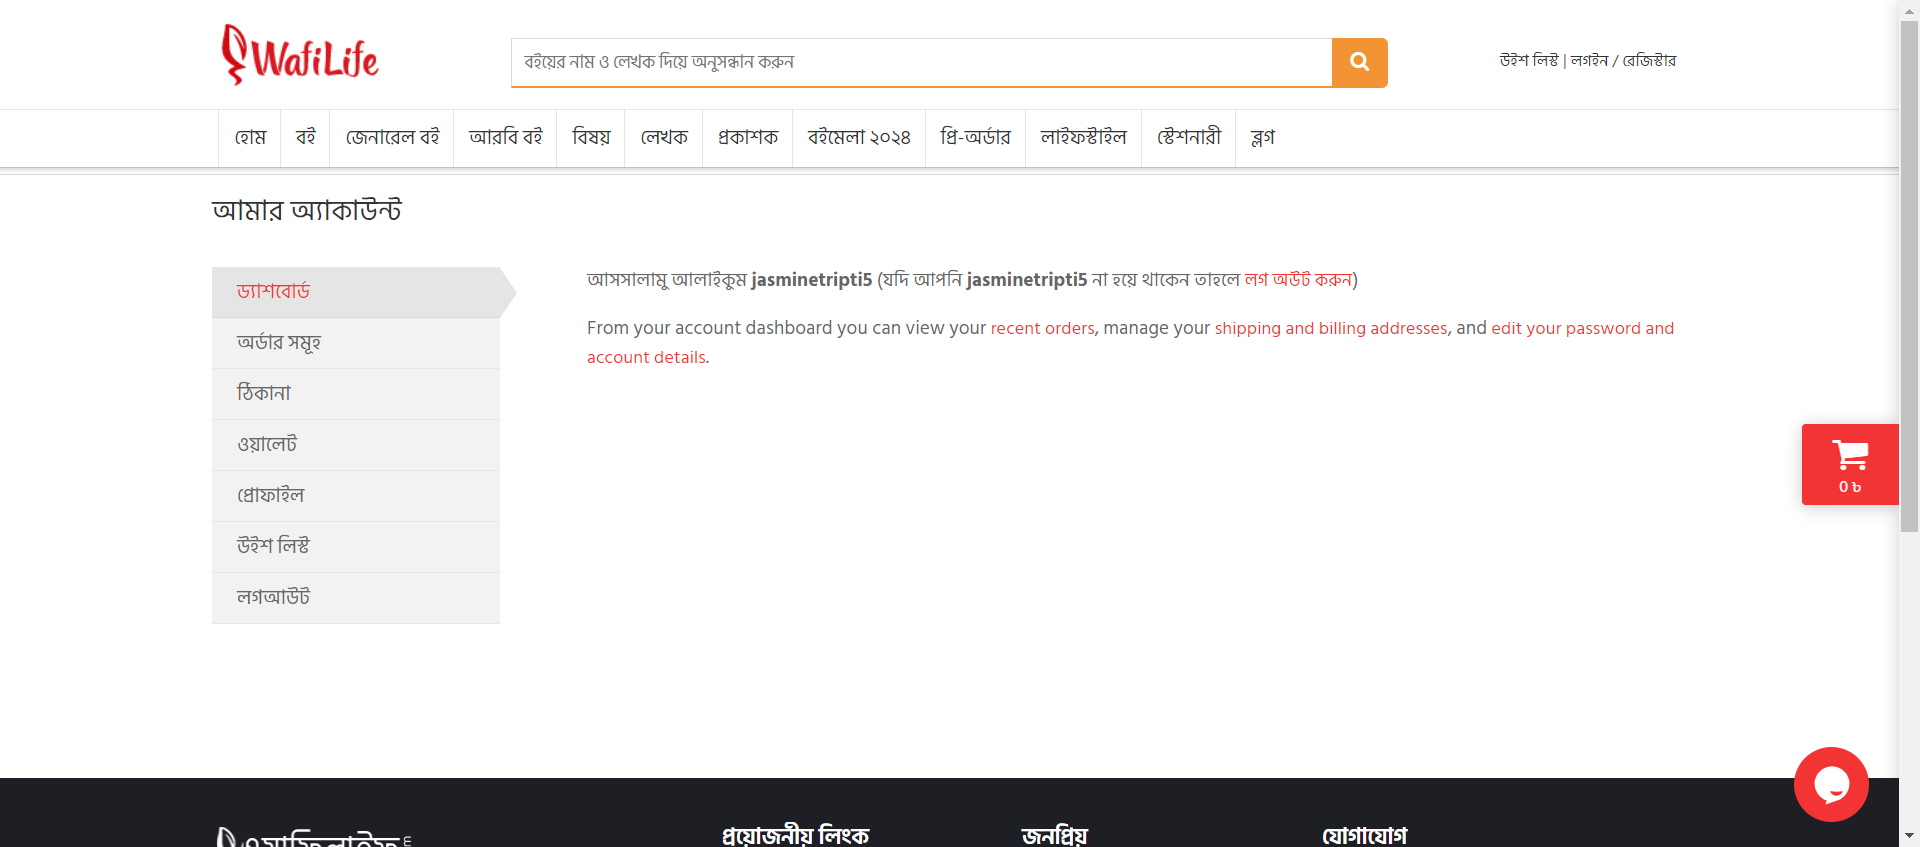 WafiLife
বইয়ের নাম ও লেখক দিয়ে অনুসন্ধান করুন
উইশ লিস্ট | লগইন / রেজিস্টার
হোম
বই
জেনারেল বই
আরবি বই
বিষয়
লেখক
প্রকাশক
বইমেলা ২০২৪
প্রি-অর্ডার
লাইফস্টাইল
স্টেশনারী
ব্লগ
আমার অ্যাকাউন্ট
ড্যাশবোর্ড
অর্ডার সমূহ
ঠিকানা
ওয়ালেট
প্রোফাইল
উইশ লিস্ট
লগআউট
আসসালামু আলাইকুম jasminetripti5 (যদি আপনি jasminetripti5 না হয়ে থাকেন তাহলে লগ অউট করুন)
From your account dashboard you can view your recent orders, manage your shipping and billing addresses, and edit your password and
account details.
0 ৳
প্রয়োজনীয় লিংক
জনপ্রিয়
যোগাযোগ